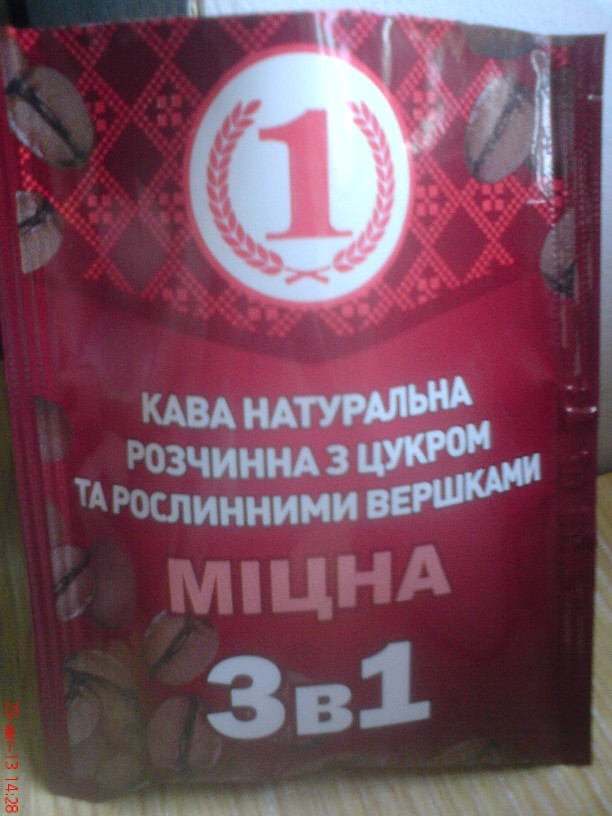 1
КАВА НАТУРАЛЬНА
РОЗЧИННА З ЦУКРОМ
ТА РОСЛИННИМИ ВЕРШКАМИ
МІЦНА
3в1